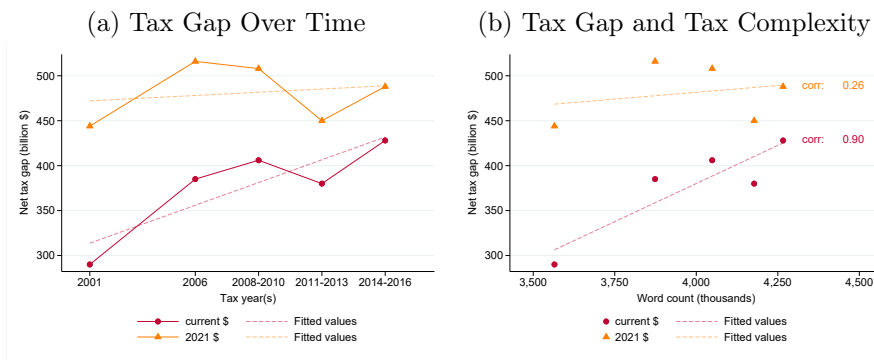 (a) Tax Gap Over Time
Net tax gap (billion $)
500
450
400
350
300
2001
2006
2008-2010
2011-2013
2014-2016
Tax year(s)
current $
Fitted values
2021 $
Fitted values
(b) Tax Gap and Tax Complexity
Net tax gap (billion $)
500
450
400
350
300
corr: 0.26
corr: 0.90
3,500
3,750
4,000
4,250
4,500
Word count (thousands)
current $
Fitted values
2021 $
Fitted values